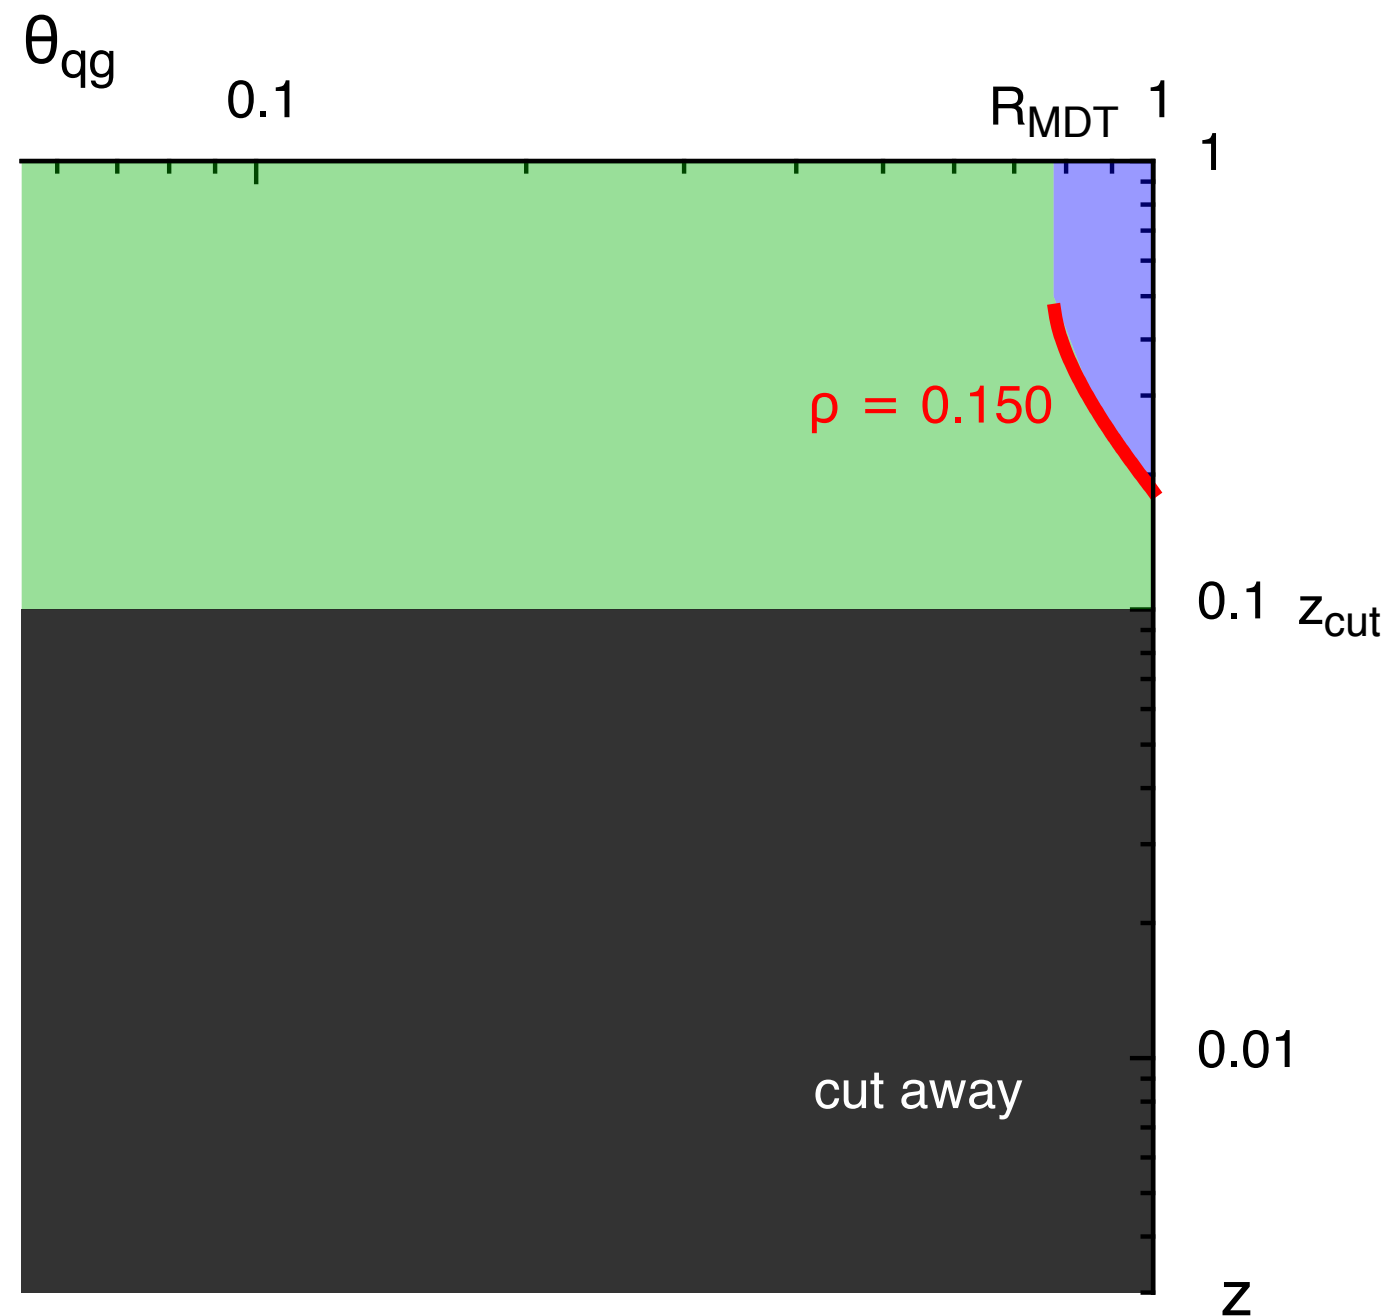 θqg
0.1 RMDT 1
1
ρ = 0.150
0.1 zcut
0.01
cut away
z